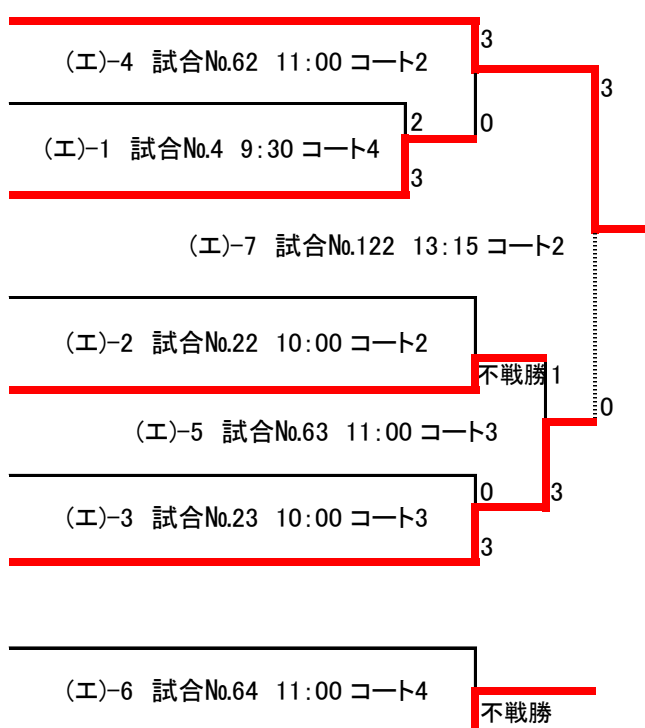 3
(エ)-4 試合№62 11:00 コート2
3
2
0
(エ)-1 試合№4 9:30 コート4
3
(エ)-7 試合№122 13:15 コート2
(エ)-2 試合№22 10:00 コート2
不戦勝 1
0
(エ)-5 試合№63 11:00 コート3
0
3
(エ)-3 試合№23 10:00 コート3
3
(エ)-6 試合№64 11:00 コート4
不戦勝